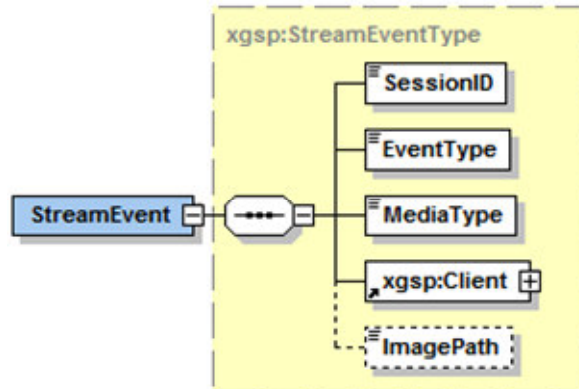 xgsp:StreamEventType
SessionID
EventType
MediaType
StreamEvent
xgsp:Client
ImagePath